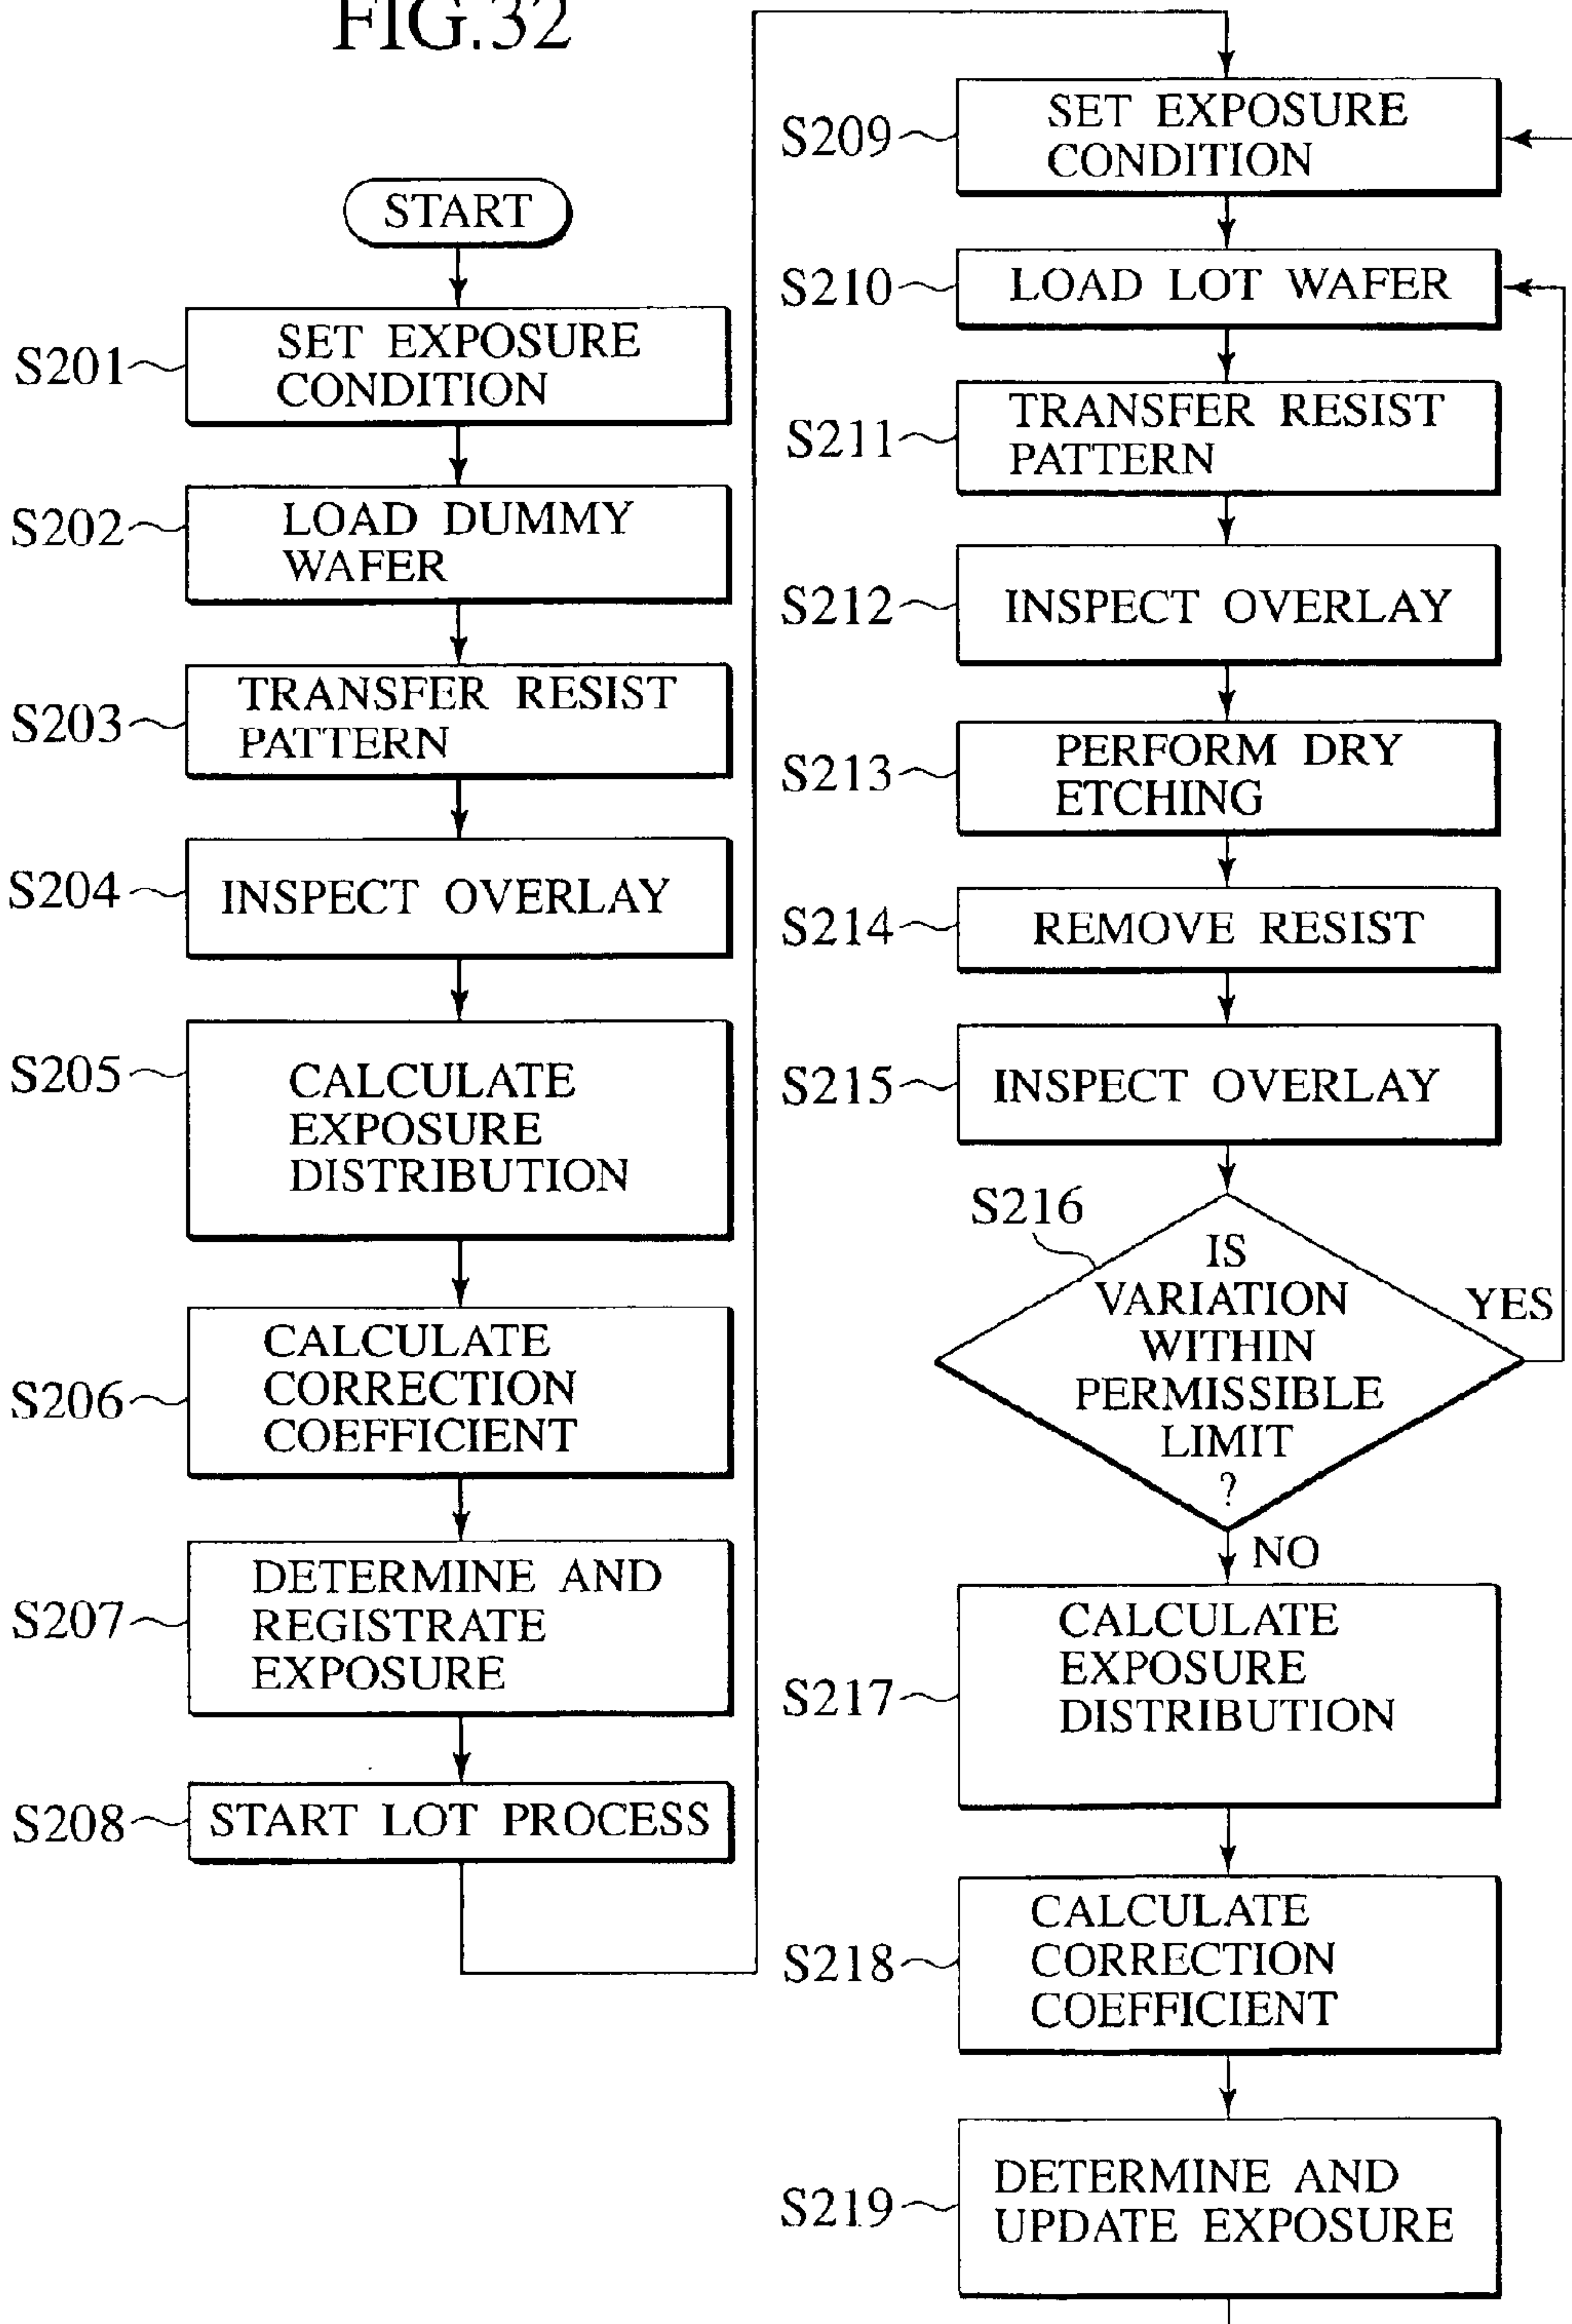 FIG.32
START
S201
SET EXPOSURE
CONDITION
S202
LOAD DUMMY
WAFER
S203
TRANSFER RESIST
PATTERN
S204
INSPECT OVERLAY
S205
CALCULATE
EXPOSURE
DISTRIBUTION
S206
CALCULATE
CORRECTION
COEFFICIENT
S207
DETERMINE AND
REGISTRATE
EXPOSURE
S208
START LOT PROCESS
S209
SET EXPOSURE
CONDITION
S210
LOAD LOT WAFER
S211
TRANSFER RESIST
PATTERN
S212
INSPECT OVERLAY
S213
PERFORM DRY
ETCHING
S214
REMOVE RESIST
S215
INSPECT OVERLAY
S216
IS
VARIATION
WITHIN
PERMISSIBLE
LIMIT
?
YES
NO
S217
CALCULATE
EXPOSURE
DISTRIBUTION
S218
CALCULATE
CORRECTION
COEFFICIENT
S219
DETERMINE AND
UPDATE EXPOSURE